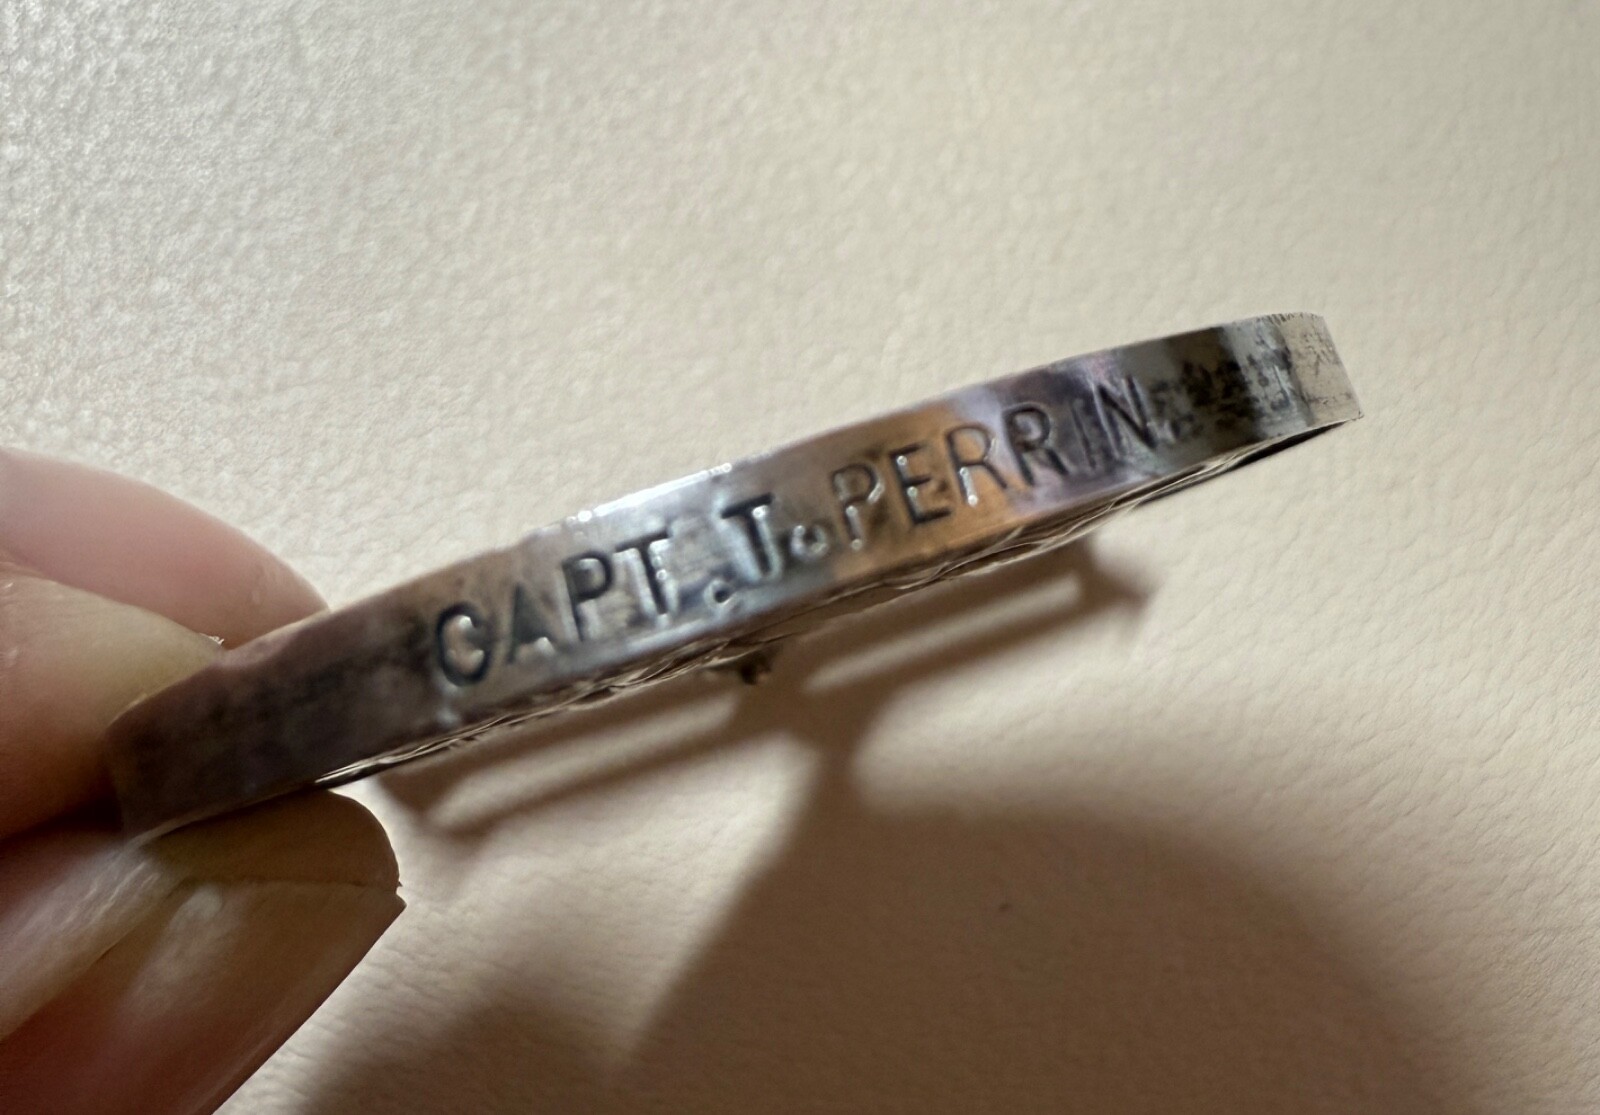 CAPT. T. PERRIN.